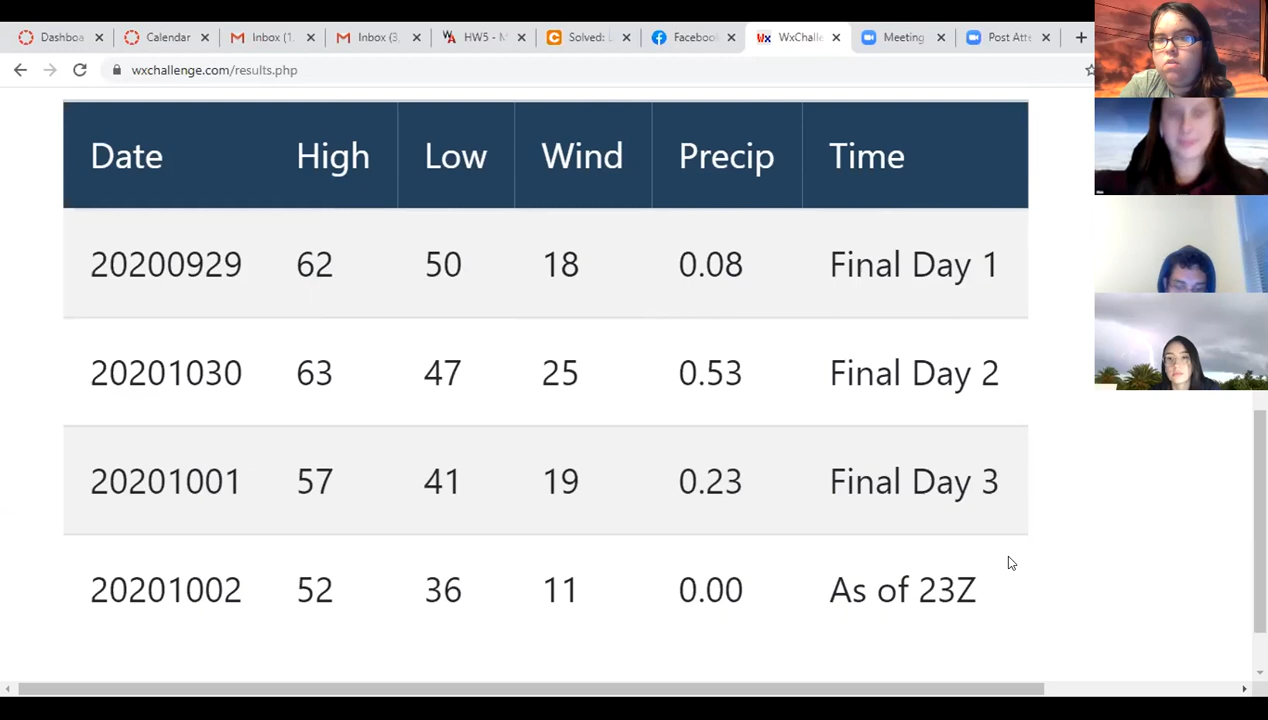 Dashboa Calendar Inbox (1. Inbox (3, HW5 - M Solved: Facebook WxChalle Meeting Post Atte
wxchallenge.com/results.php
Date High Low Wind Precip Time
20200929 62 50 18 0.08 Final Day 1
20201030 63 47 25 0.53 Final Day 2
20201001 57 41 19 0.23 Final Day 3
20201002 52 36 11 0.00 As of 23Z